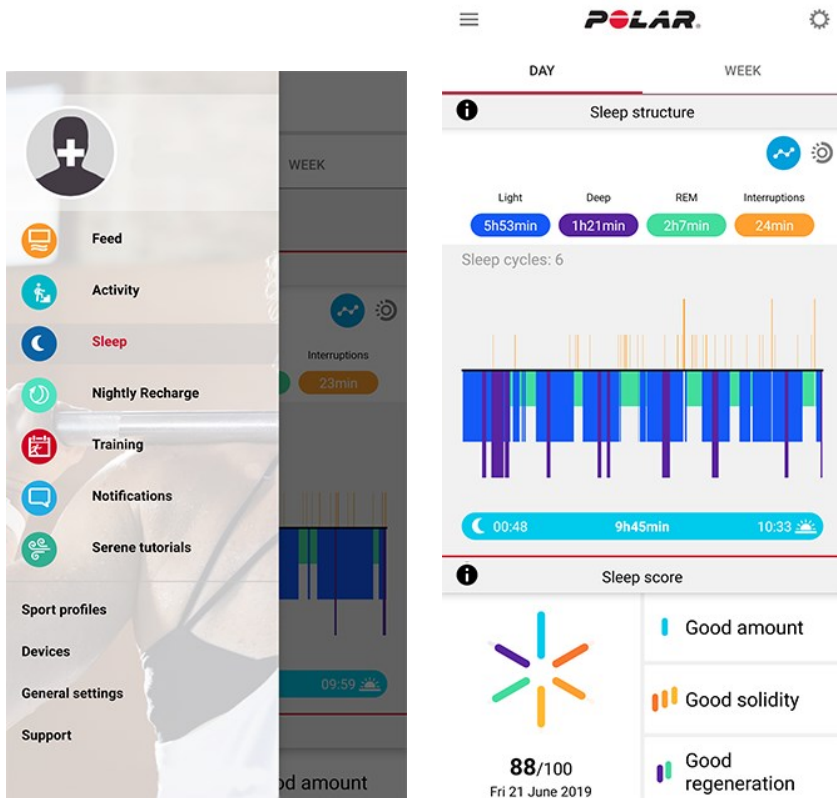 WEEK
Feed
Activity
Sleep
Interruptions
Nightly Recharge
23min
Training
Notifications
Serene tutorials
Sport profiles
Devices
General settings
09:59
Support
od amount
POLAR.
DAY
WEEK
Sleep structure
Light
Deep
REM
Interruptions
5h53min
1h21min
2h7min
24min
Sleep cycles: 6
00:48
9h45min
10:33
Sleep score
Good amount
Good solidity
Good
regeneration
88/100
Fri 21 June 2019